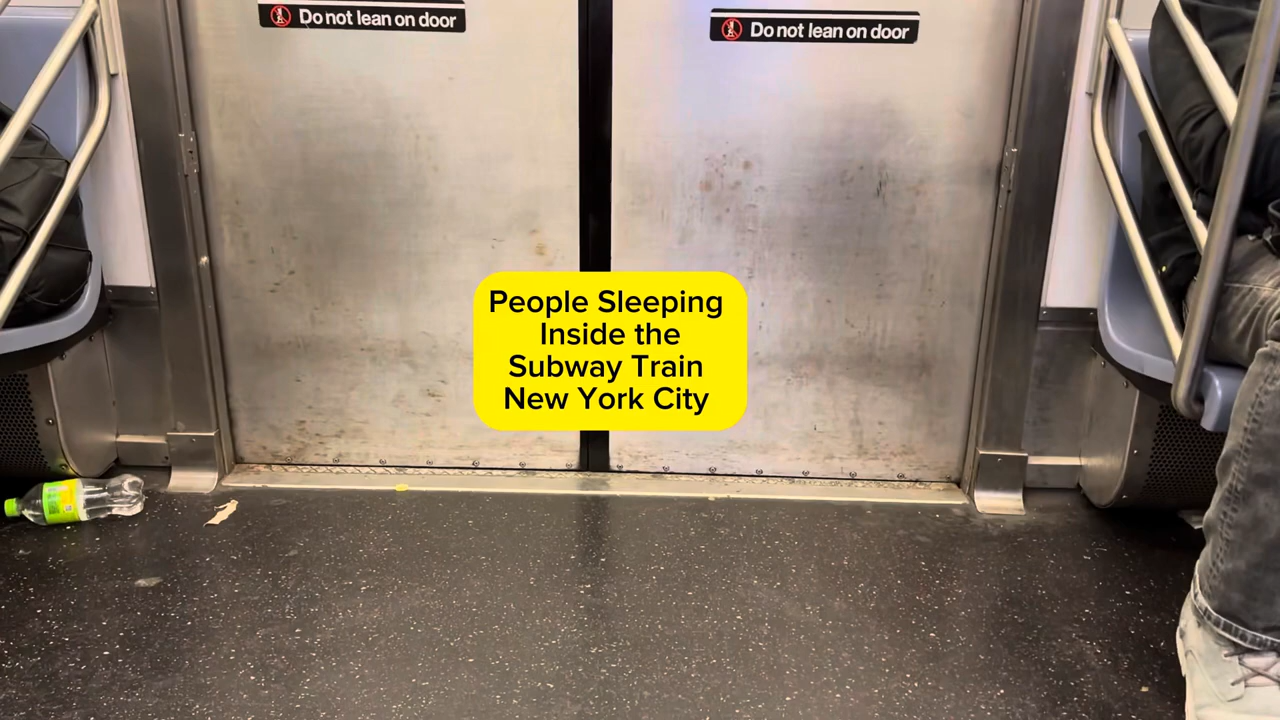 Do not lean on door
Do not lean on door
People Sleeping
Inside the
Subway Train
New York City